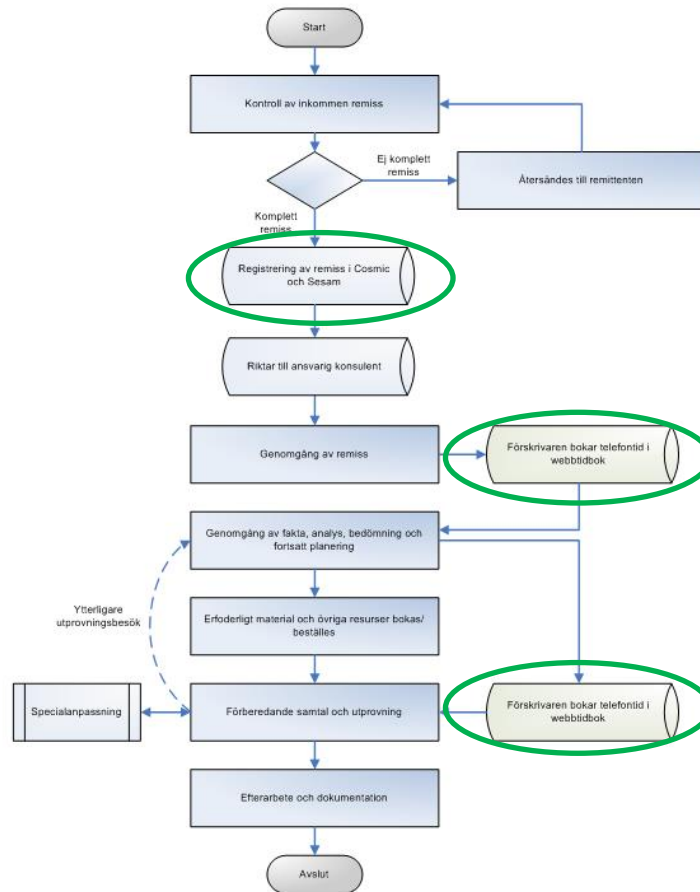 Start
Kontroll av inkommen remiss
Ej komplett
remiss
Återsändes till remittenten
Komplett
remiss
Registrering av remiss i Cosmic
och Sesam
Riktar till ansvarig konsulent
Genomgång av remiss
Förskrivaren bokar telefontid i
webbtidbok
Genomgång av fakta, analys, bedömning och
fortsatt planering
Ytterligare
utprovningsbesök
Erfoderligt material och övriga resurser bokas/
beställes
Specialanpassning
Förberedande samtal och utprovning
Förskrivaren bokar telefontid i
webbtidbok
Efterarbete och dokumentation
Avslut